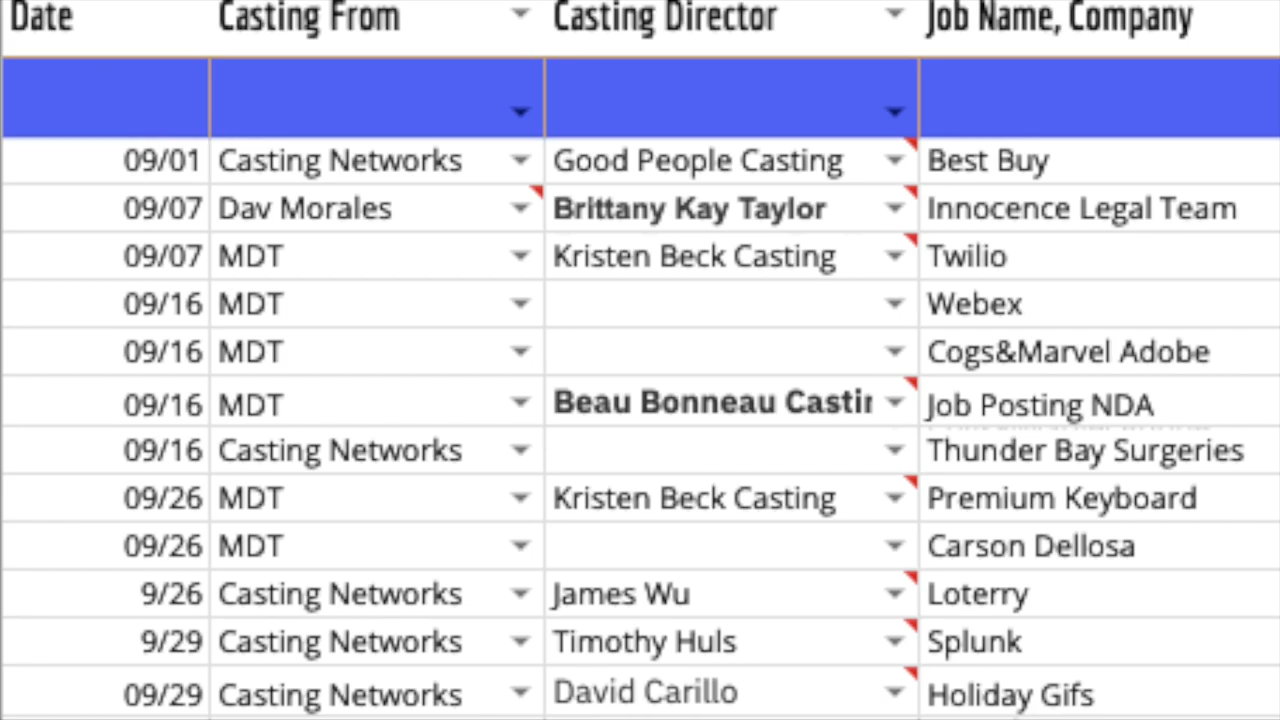 Date Casting From Casting Director Job Name, Company
09/01 Casting Networks Good People Casting Best Buy
09/07 Dav Morales Brittany Kay Taylor Innocence Legal Team
09/07 MDT Kristen Beck Casting Twilio
09/16 MDT Webex
09/16 MDT Cogs&Marvel Adobe
09/16 MDT Beau Bonneau Castin Job Posting NDA
09/16 Casting Networks Thunder Bay Surgeries
09/26 MDT Kristen Beck Casting Premium Keyboard
09/26 MDT Carson Dellosa
9/26 Casting Networks James Wu Loterry
9/29 Casting Networks Timothy Huls Splunk
09/29 Casting Networks David Carillo Holiday Gifs